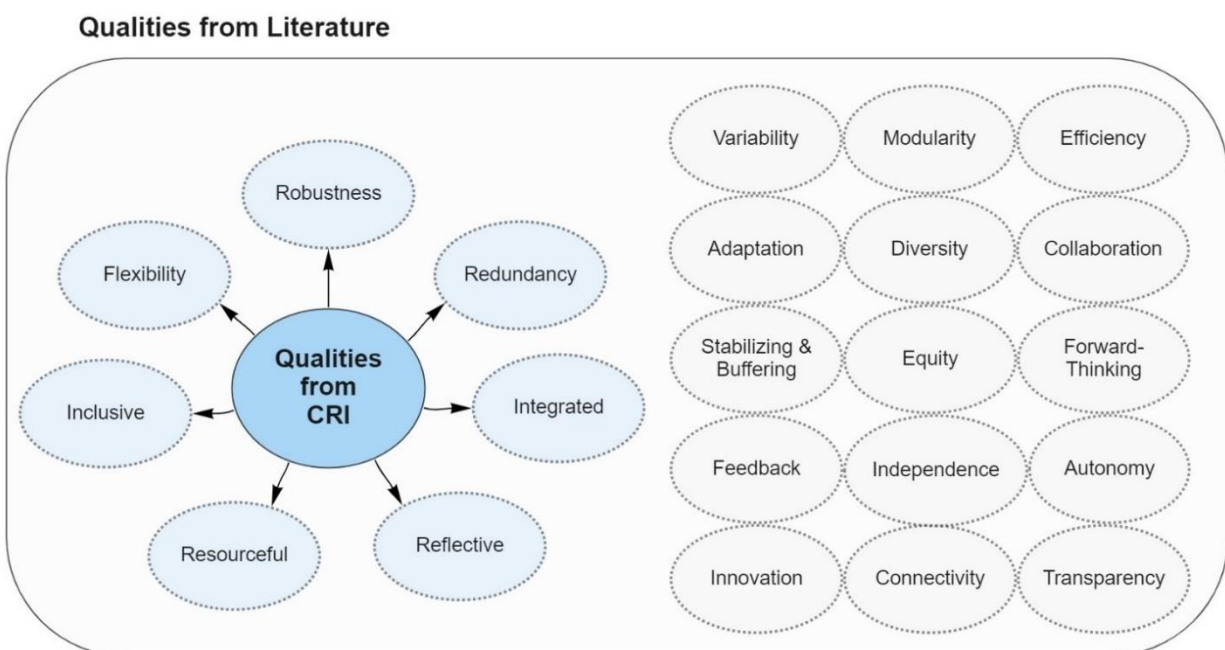 Qualities from Literature
Robustness
Flexibility
Redundancy
Qualities
from
CRI
Inclusive
Integrated
Resourceful
Reflective
Variability
Modularity
Efficiency
Adaptation
Diversity
Collaboration
Stabilizing &
Buffering
Equity
Forward-
Thinking
Feedback
Independence
Autonomy
Innovation
Connectivity
Transparency